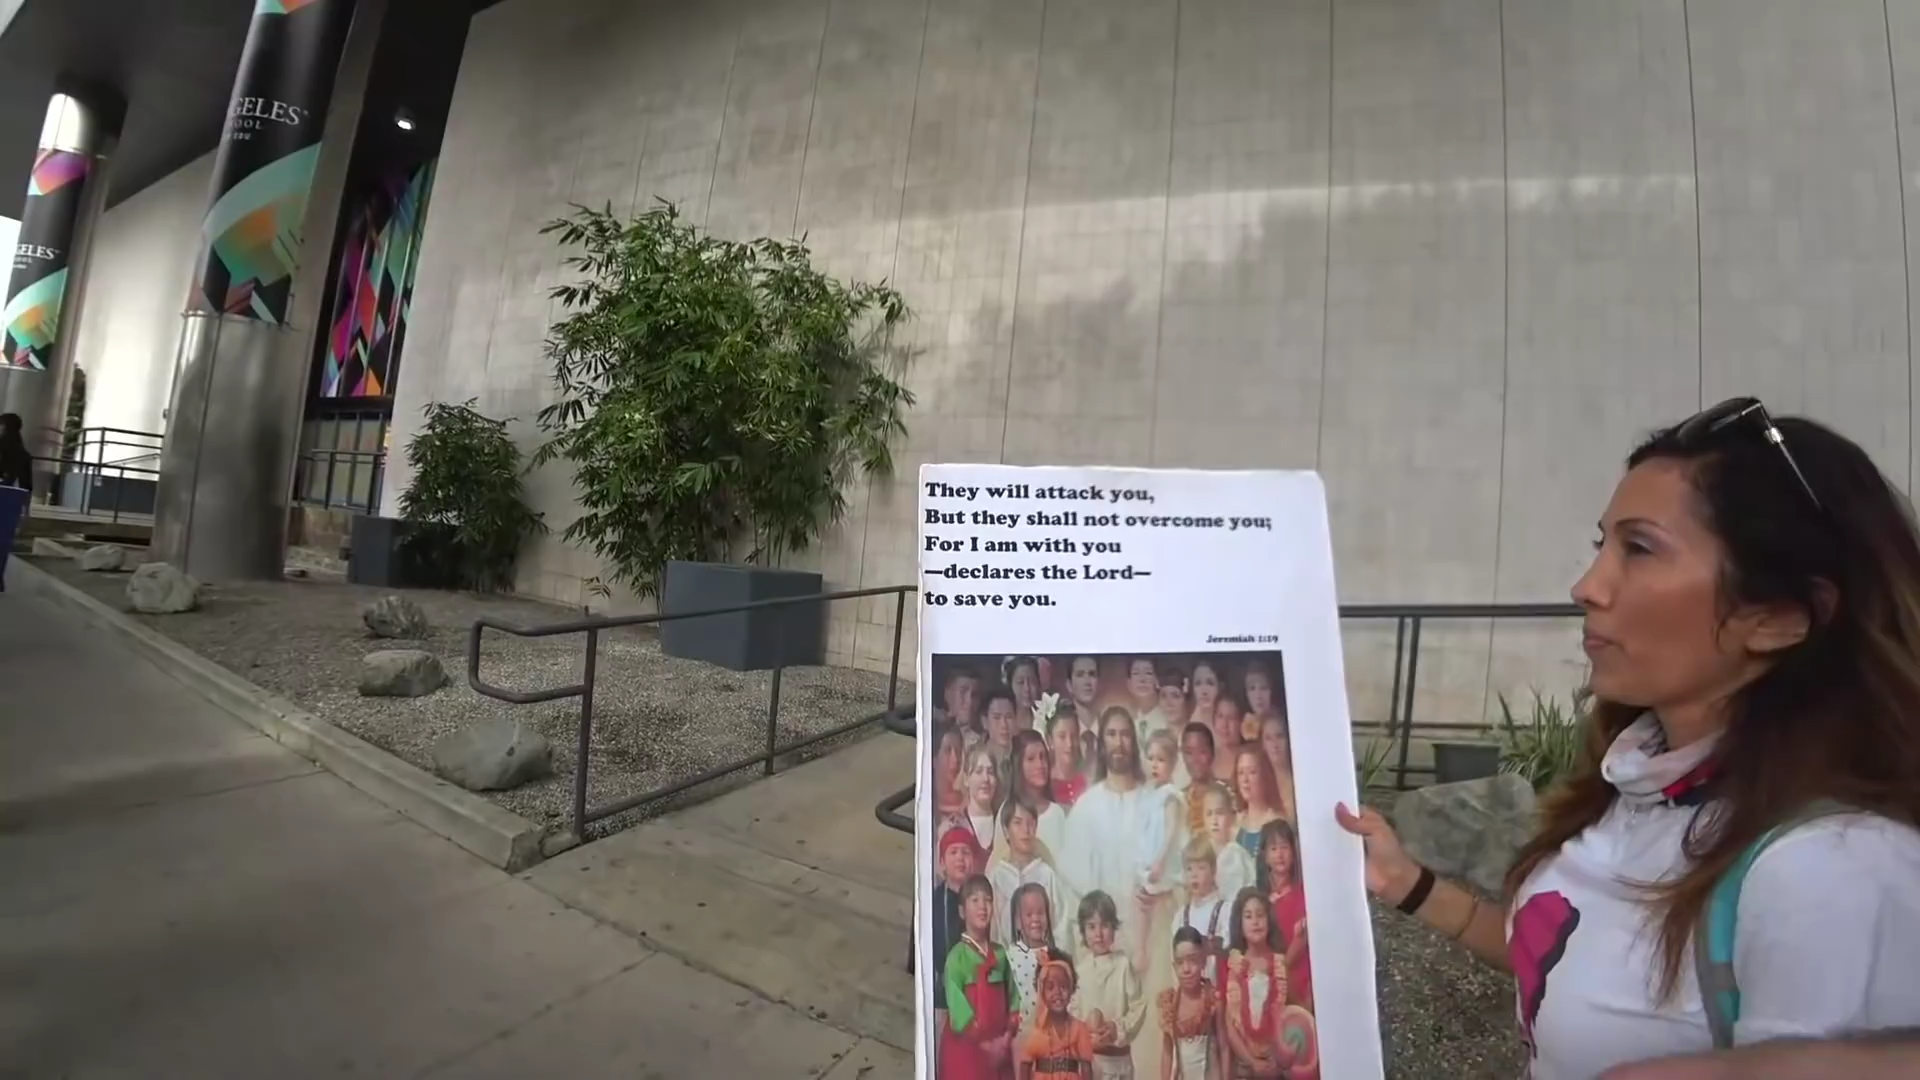 GELES
They will attack you,
But they shall not overcome you;
For I am with you
—declares the Lord—
to save you.
Jeremiah 1:19